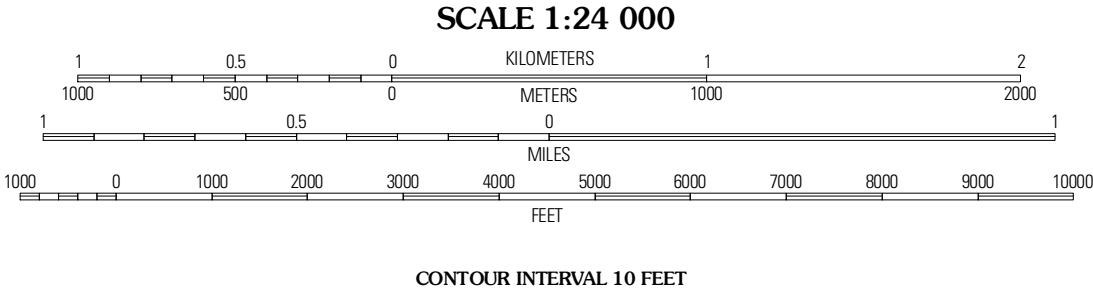 SCALE 1:24 000
1 0.5 0 KILOMETERS 1 2
1000 500 0 METERS 1000 2000
1 0.5 0 1
MILES
1000 0 1000 2000 3000 4000 5000 6000 7000 8000 9000 10000
FEET
CONTOUR INTERVAL 10 FEET